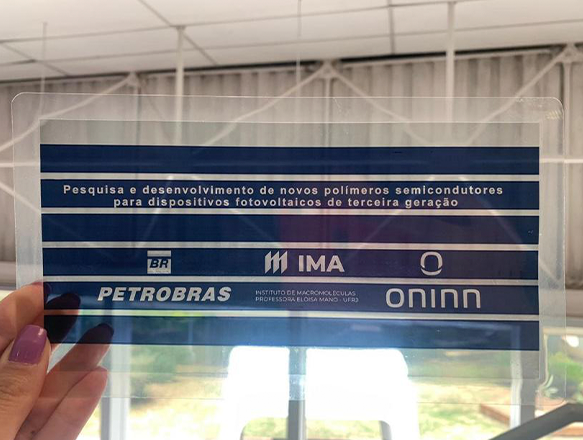 Pesquisa e desenvolvimento de novos polímeros semicondutores
para dispositivos fotovoltaicos de terceira geração
BR
IMA
PETROBRAS
INSTITUTO DE MACROMOLÉCULAS
PROFESSORA ELOISA MANO - UFRJ
oninn